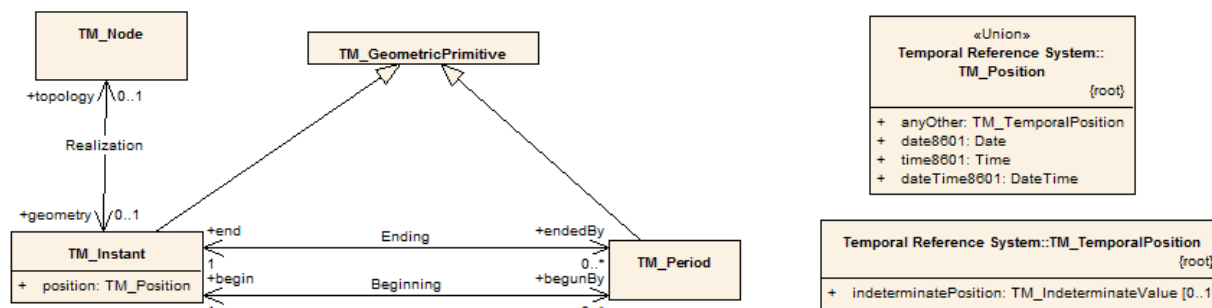 TM_Node
+topology
0..1
Realization
+geometry
0..1
TM_Instant
+ position: TM_Position
TM_GeometricPrimitive
+end
1
Ending
+endedBy
0..*
+begin
Beginning
+begunBy
TM_Period
«Union»
Temporal Reference System::
TM_Position
{root}
+ anyOther: TM_TemporalPosition
+ date8601: Date
+ time8601: Time
+ dateTime8601: DateTime
Temporal Reference System::TM_TemporalPosition
{root}
+ indeterminatePosition: TM_IndeterminateValue [0..1